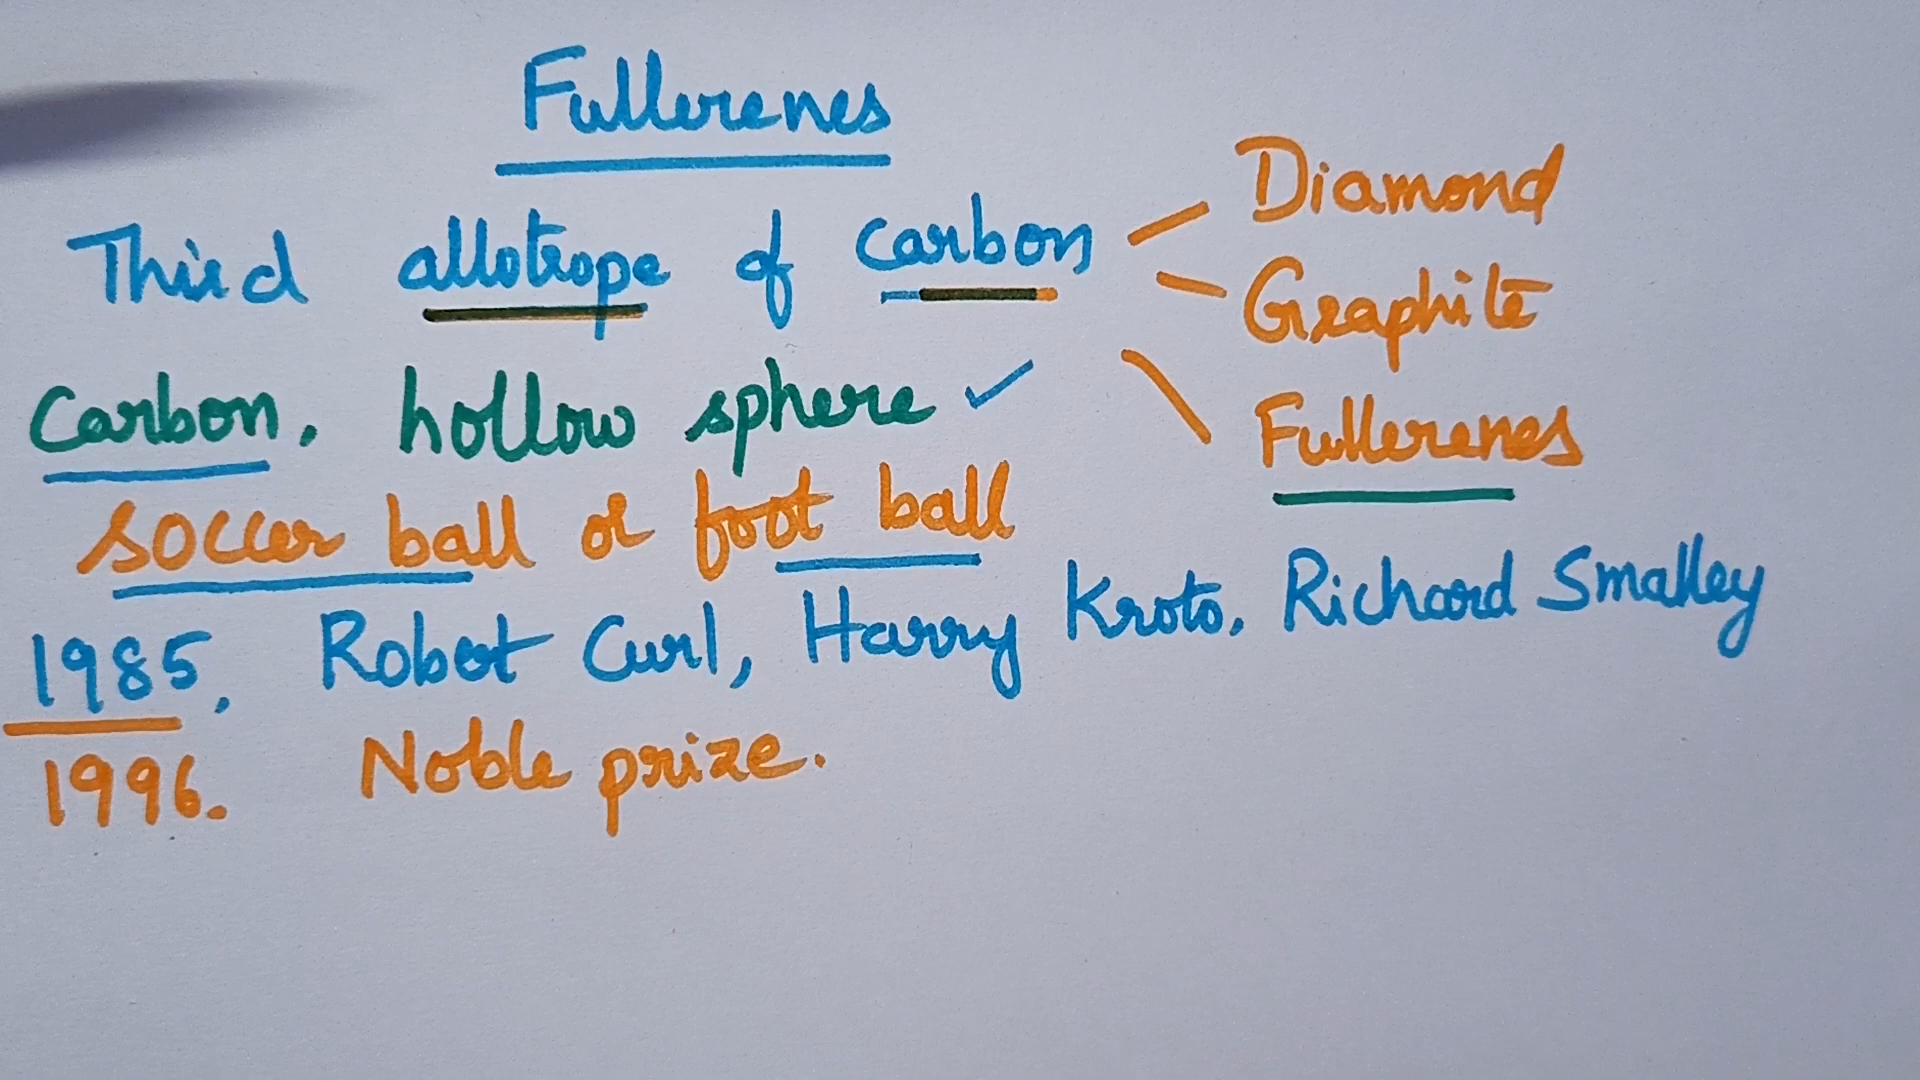 Fullerenes
Third allotrope of carbon
Diamond
Graphite
Fullerenes
Carbon, hollow sphere ✓
soccer ball or foot ball
1985, Robert Curl, Harry Kroto, Richard Smalley
1996. Noble prize.